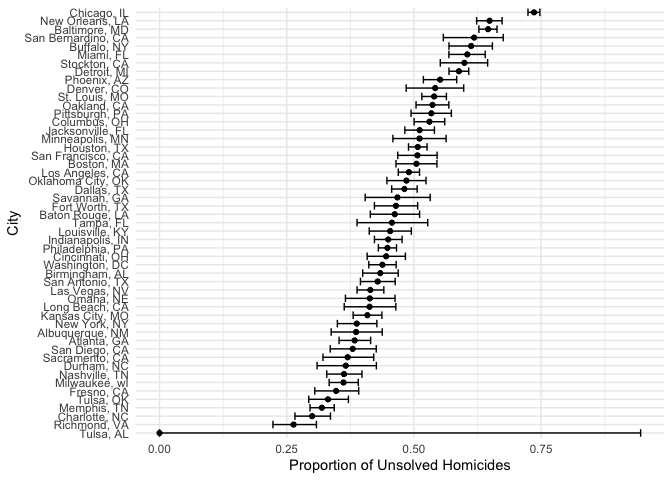 Chicago, IL
New Orleans, LA
Baltimore, MD
San Bernardino, CA
Buffalo, NY
Miami, FL
Stockton, CA
Detroit, MI
Phoenix, AZ
Denver, CO
St. Louis, MO
Oakland, CA
Pittsburgh, PA
Columbus, OH
Jacksonville, FL
Minneapolis, MN
Houston, TX
San Francisco, CA
Boston, MA
Los Angeles, CA
Oklahoma City, OK
Dallas, TX
Savannah, GA
Fort Worth, TX
Baton Rouge, LA
Tampa, FL
Louisville, KY
Indianapolis, IN
Philadelphia, PA
Cincinnati, OH
Washington, DC
Birmingham, AL
San Antonio, TX
Las Vegas, NV
Omaha, NE
Long Beach, CA
Kansas City, MO
New York, NY
Albuquerque, NM
Atlanta, GA
San Diego, CA
Sacramento, CA
Durham, NC
Nashville, TN
Milwaukee, wI
Fresno, CA
Tulsa, OK
Memphis, TN
Charlotte, NC
Richmond, VA
Tulsa, AL
City
0.00 0.25 0.50 0.75
Proportion of Unsolved Homicides